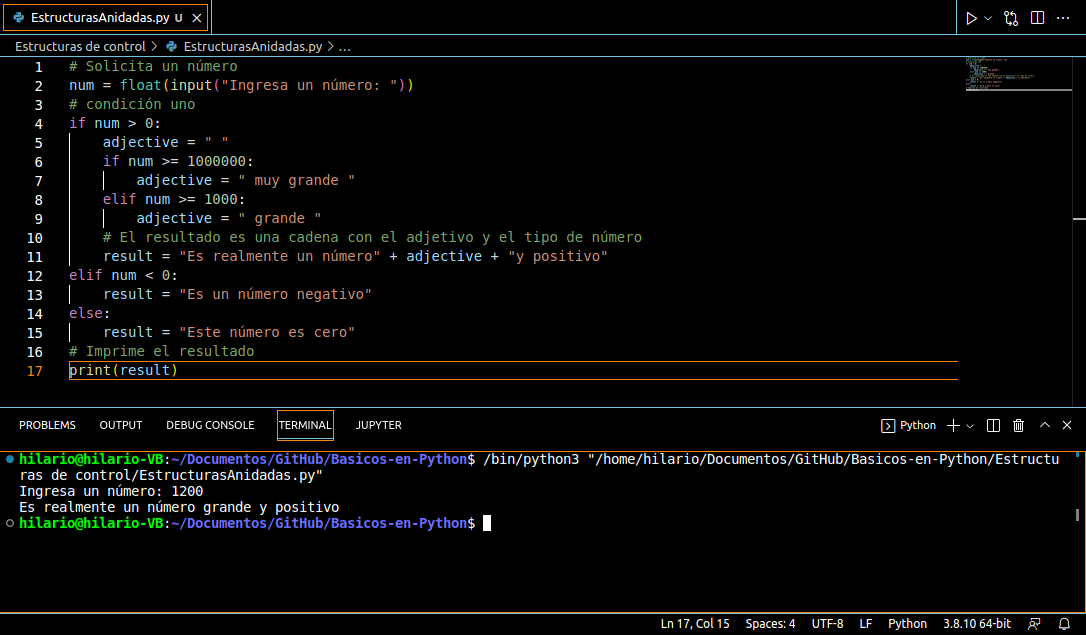 EstructurasAnidadas.py U
Estructuras de control > EstructurasAnidadas.py > ...
1 # Solicita un número
2 num = float(input("Ingresa un número: "))
3 # condición uno
4 if num > 0:
5     adjective = " "
6     if num >= 1000000:
7         adjective = " muy grande "
8     elif num >= 1000:
9         adjective = " grande "
10     # El resultado es una cadena con el adjetivo y el tipo de número
11     result = "Es realmente un número" + adjective + "y positivo"
12 elif num < 0:
13     result = "Es un número negativo"
14 else:
15     result = "Este número es cero"
16 # Imprime el resultado
17 print(result)
PROBLEMS OUTPUT DEBUG CONSOLE TERMINAL JUPYTER Python
hilario@hilario-VB:~/Documentos/GitHub/Basicos-en-Python$ /bin/python3 "/home/hilario/Documentos/GitHub/Basicos-en-Python/Estructu
ras de control/EstructurasAnidadas.py"
Ingresa un número: 1200
Es realmente un número grande y positivo
hilario@hilario-VB:~/Documentos/GitHub/Basicos-en-Python$
Ln 17, Col 15 Spaces: 4 UTF-8 LF Python 3.8.10 64-bit